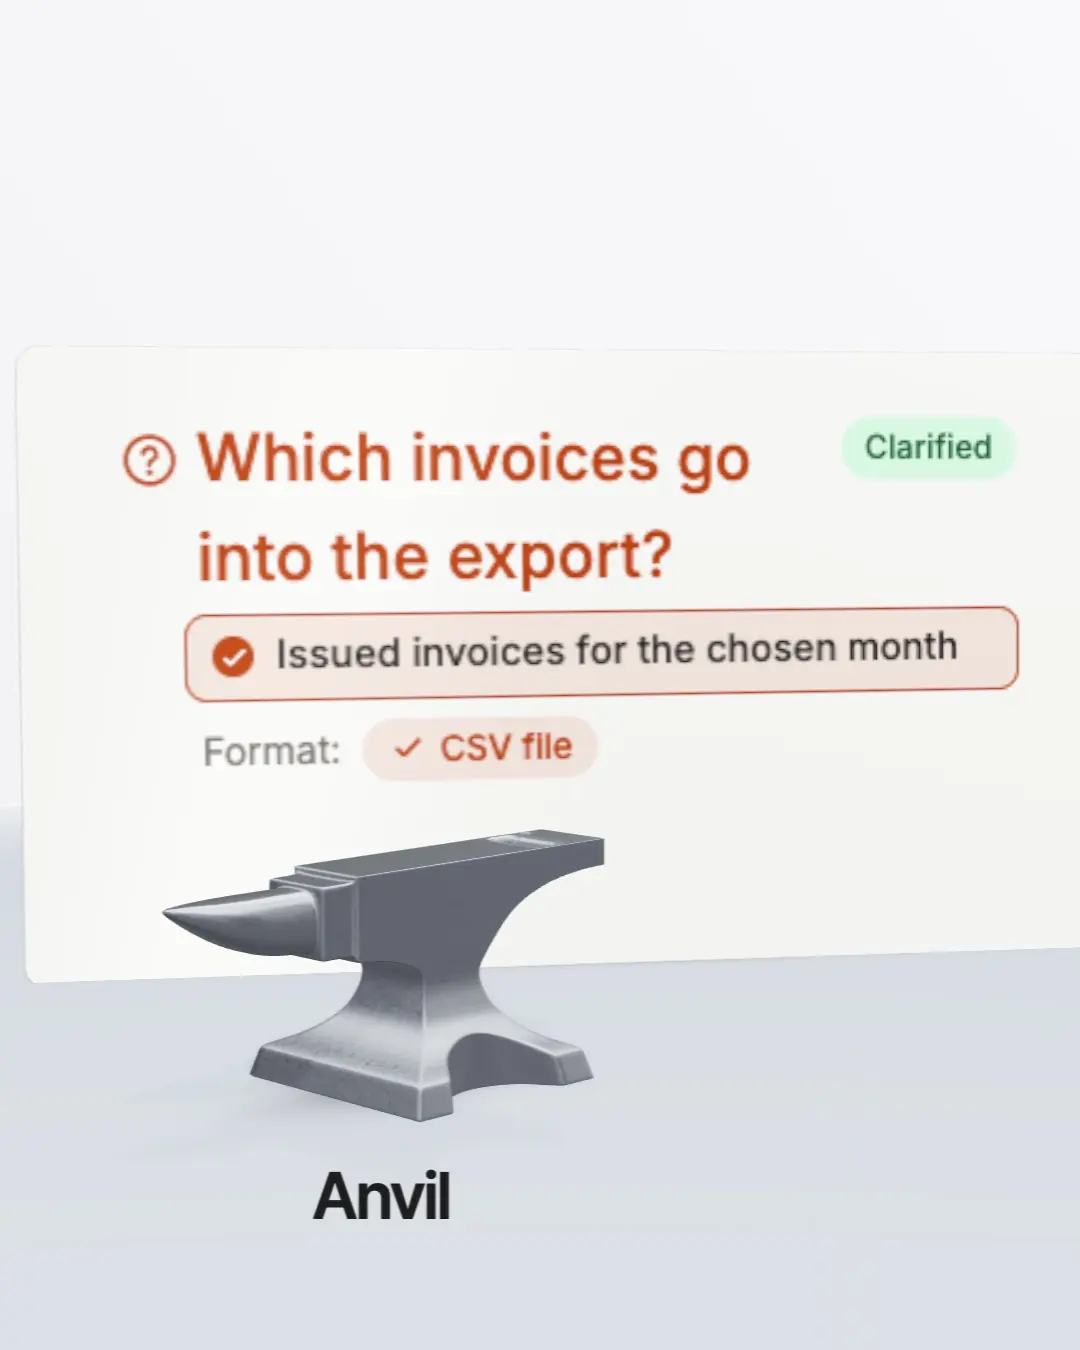 Which invoices go
Clarified
into the export?
Issued invoices for the chosen month
Format: CSV file
Anvil